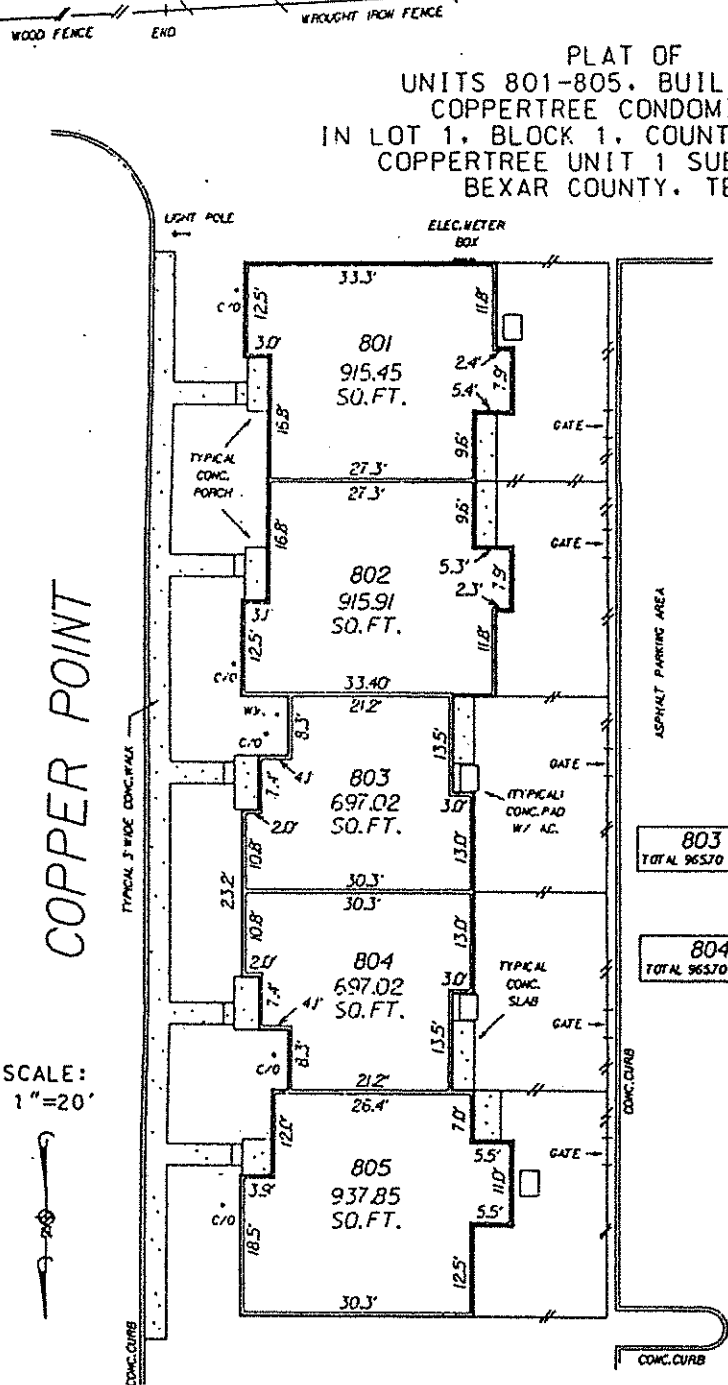 WOOD FENCE
END
WROUGHT IRON FENCE
PLAT OF
UNITS 801-805. BUIL
COPPERTREE CONDOM
IN LOT 1. BLOCK 1. COUNT
COPPERTREE UNIT 1 SUB
BEXAR COUNTY. TE
LIGHT POLE
ELEC.METER
BOX
33.3'
C/O
12.5'
11.8'
3.0'
801
915.45
SQ.FT.
2.4'
7.9'
5.4'
GATE
16.8'
9.6'
TYPICAL
CONC.
PORCH
27.3'
27.3'
16.8'
9.6'
GATE
802
915.91
SQ.FT.
5.3'
7.9'
2.3'
3.1'
12.5'
11.8'
C/O
33.40'
21.2'
ASPHALT PARKING AREA
COPPER POINT
TYPICAL 3' WIDE CONC.WALK
C/O
8.3'
13.5'
4.1'
803
697.02
SQ.FT.
GATE
7.4'
3.0'
(TYPICAL)
CONC.PAD
W/ A.C.
2.0'
10.8'
13.0'
803
TOTAL 965.70
23.2'
30.3'
30.3'
10.8'
13.0'
804
TOTAL 965.70
2.0'
804
697.02
SQ.FT.
3.0'
TYPICAL
CONC.
SLAB
7.4'
4.1'
GATE
C/O
8.3'
13.5'
21.2'
26.4'
CONC.CURB
SCALE:
1"=20'
12.0'
7.0'
805
937.85
SQ.FT.
5.5'
GATE
11.0'
3.9'
C/O
5.5'
18.5'
12.5'
30.3'
CONC.CURB
CONC.CURB